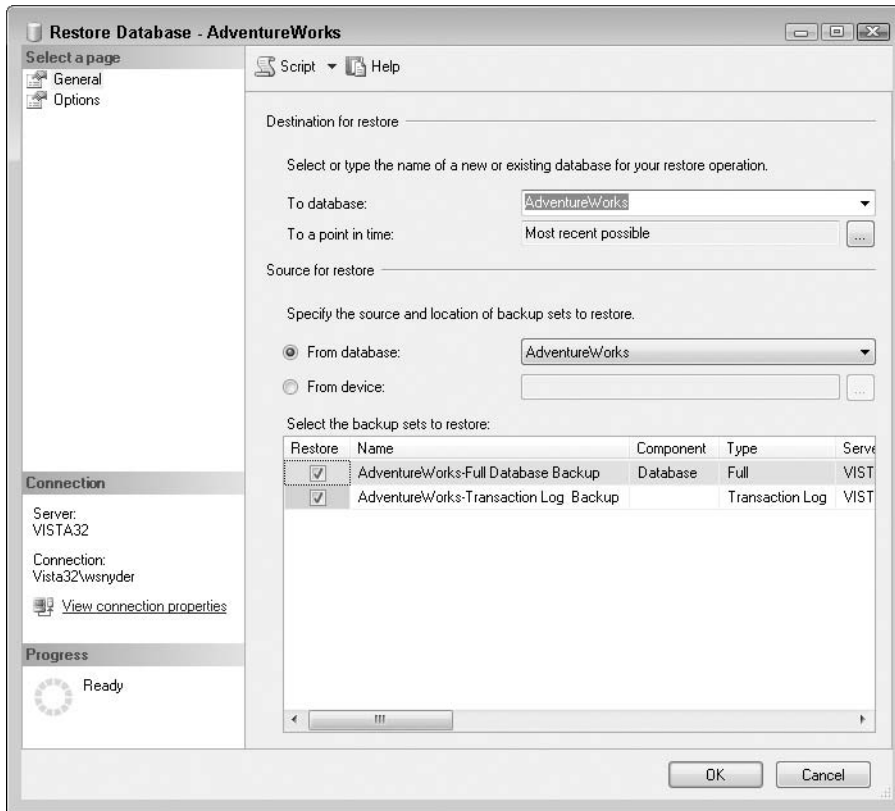 Restore Database - AdventureWorks
Select a page
General
Options
Script
Help
Destination for restore
Select or type the name of a new or existing database for your restore operation.
To database:
AdventureWorks
To a point in time:
Most recent possible
...
Source for restore
Specify the source and location of backup sets to restore.
From database:
AdventureWorks
From device:
...
Select the backup sets to restore:
Restore Name Component Type Serve
AdventureWorks-Full Database Backup Database Full VIST
AdventureWorks-Transaction Log Backup Transaction Log VIST
Connection
Server:
VISTA32
Connection:
Vista32\wsnyder
View connection properties
Progress
Ready
OK
Cancel